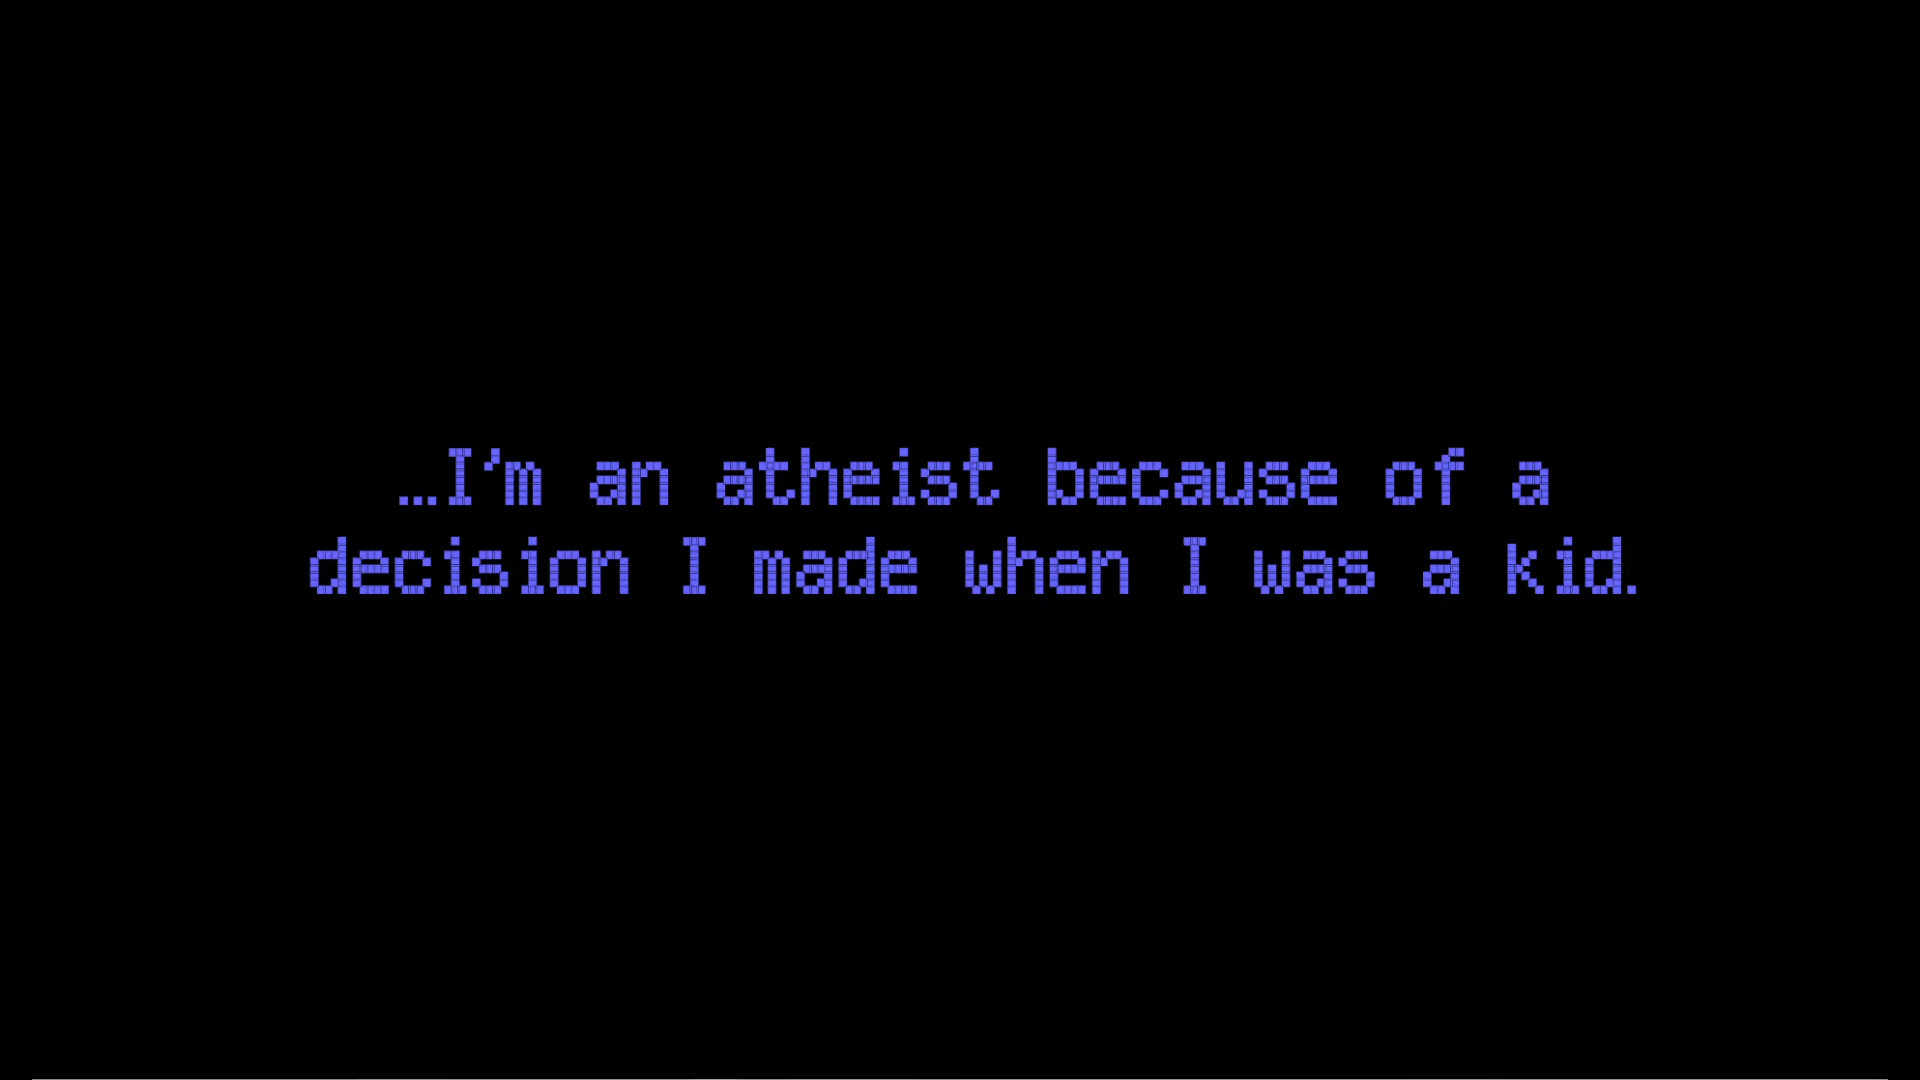 …I’m an atheist because of a
decision I made when I was a kid.